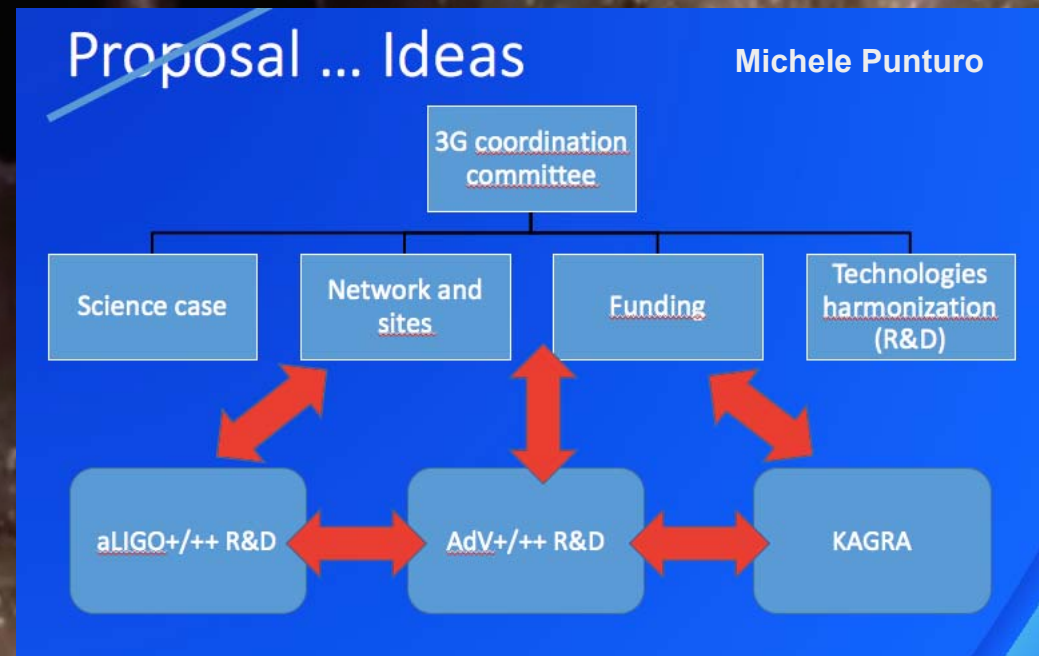 Proposal ... Ideas
Michele Punturo
3G coordination
committee
Science case
Network and
sites
Funding
Technologies
harmonization
(R&D)
aLIGO+/++ R&D
AdV+/++ R&D
KAGRA